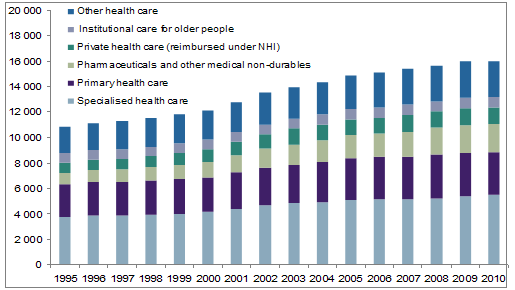 20 000
18 000
16 000
14 000
12 000
10 000
8 000
6 000
4 000
2 000
0
Other health care
Institutional care for older people
Private health care (reimbursed under NHI)
Pharmaceuticals and other medical non-durables
Primary health care
Specialised health care
1995 1996 1997 1998 1999 2000 2001 2002 2003 2004 2005 2006 2007 2008 2009 2010